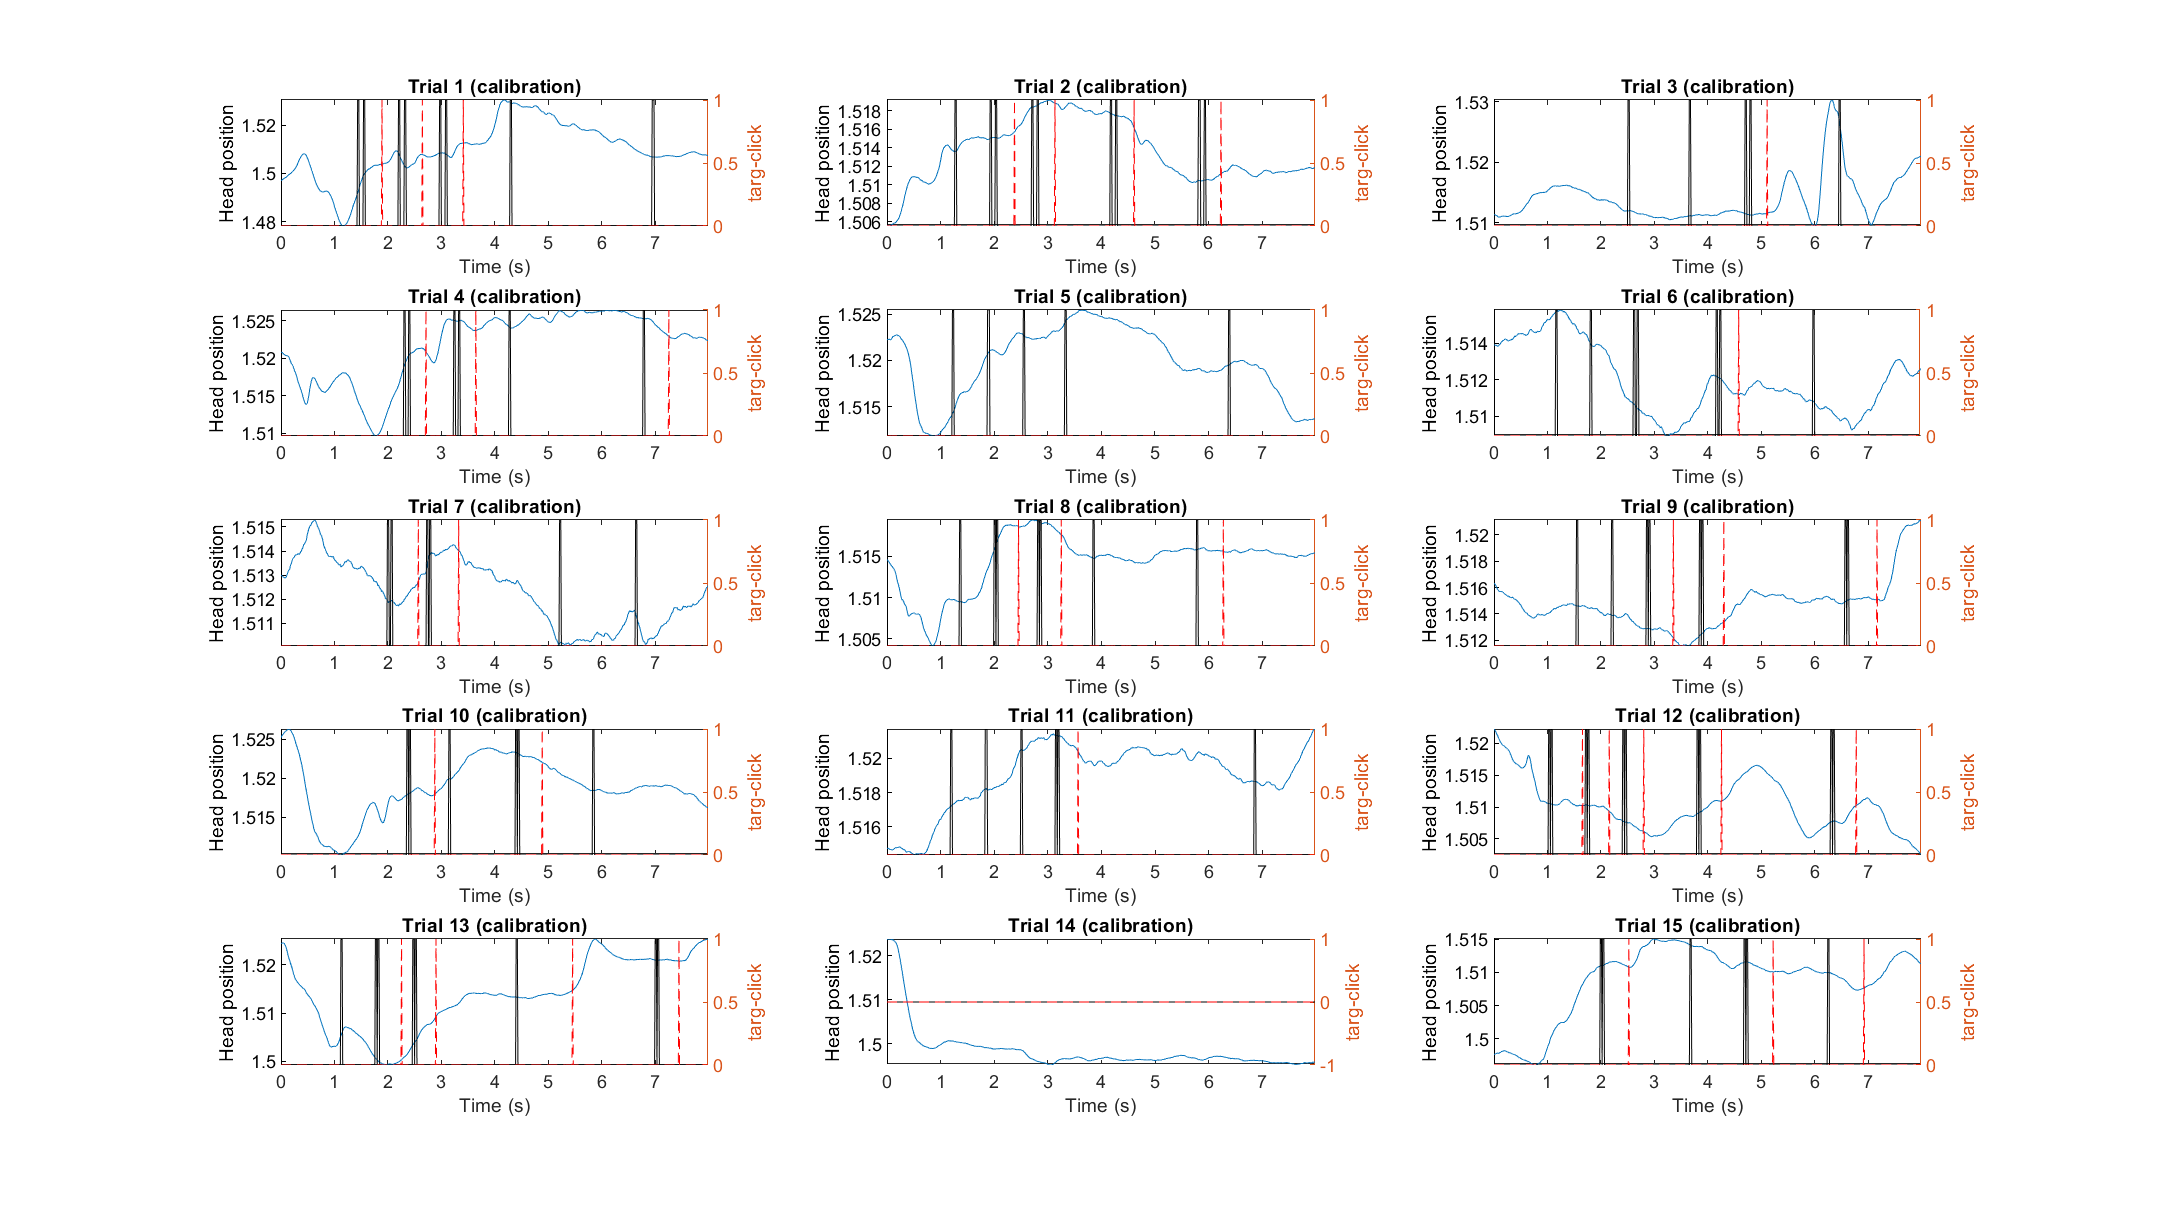 Trial 1 (calibration)
Head position
1.52
1.5
1.48
1
0.5
0
targ-click
0 1 2 3 4 5 6 7
Time (s)
Trial 2 (calibration)
Head position
1.518
1.516
1.514
1.512
1.51
1.508
1.506
1
0.5
0
targ-click
0 1 2 3 4 5 6 7
Time (s)
Trial 3 (calibration)
Head position
1.53
1.52
1.51
1
0.5
0
targ-click
0 1 2 3 4 5 6 7
Time (s)
Trial 4 (calibration)
Head position
1.525
1.52
1.515
1.51
1
0.5
0
targ-click
0 1 2 3 4 5 6 7
Time (s)
Trial 5 (calibration)
Head position
1.525
1.52
1.515
1
0.5
0
targ-click
0 1 2 3 4 5 6 7
Time (s)
Trial 6 (calibration)
Head position
1.514
1.512
1.51
1
0.5
0
targ-click
0 1 2 3 4 5 6 7
Time (s)
Trial 7 (calibration)
Head position
1.515
1.514
1.513
1.512
1.511
1
0.5
0
targ-click
0 1 2 3 4 5 6 7
Time (s)
Trial 8 (calibration)
Head position
1.515
1.51
1.505
1
0.5
0
targ-click
0 1 2 3 4 5 6 7
Time (s)
Trial 9 (calibration)
Head position
1.52
1.518
1.516
1.514
1.512
1
0.5
0
targ-click
0 1 2 3 4 5 6 7
Time (s)
Trial 10 (calibration)
Head position
1.525
1.52
1.515
1
0.5
0
targ-click
0 1 2 3 4 5 6 7
Time (s)
Trial 11 (calibration)
Head position
1.52
1.518
1.516
1
0.5
0
targ-click
0 1 2 3 4 5 6 7
Time (s)
Trial 12 (calibration)
Head position
1.52
1.515
1.51
1.505
1
0.5
0
targ-click
0 1 2 3 4 5 6 7
Time (s)
Trial 13 (calibration)
Head position
1.52
1.51
1.5
1
0.5
0
targ-click
0 1 2 3 4 5 6 7
Time (s)
Trial 14 (calibration)
Head position
1.52
1.51
1.5
1
0
-1
targ-click
0 1 2 3 4 5 6 7
Time (s)
Trial 15 (calibration)
Head position
1.515
1.51
1.505
1.5
1
0.5
0
targ-click
0 1 2 3 4 5 6 7
Time (s)